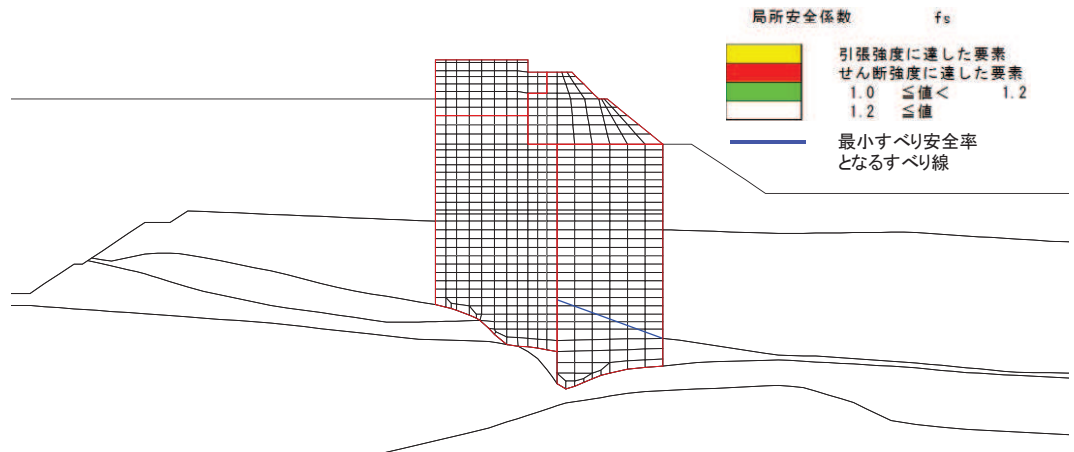 局所安全係数 fs
引張強度に達した要素
せん断強度に達した要素
1.0 ≦値< 1.2
1.2 ≦値
最小すべり安全率
となるすべり線